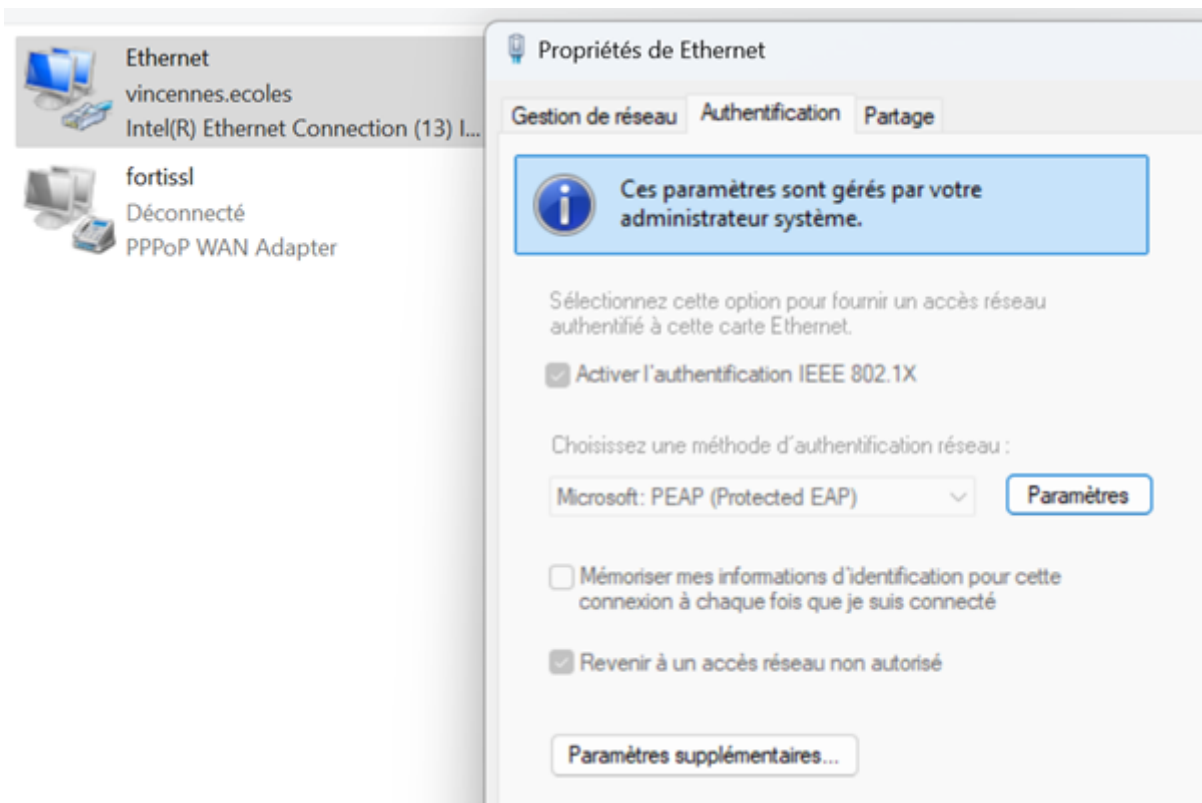 Ethernet
vincennes.ecoles
Intel(R) Ethernet Connection (13) I...
fortissl
Déconnecté
PPPoP WAN Adapter
Propriétés de Ethernet
Gestion de réseau
Authentification
Partage
Ces paramètres sont gérés par votre
administrateur système.
Sélectionnez cette option pour fournir un accès réseau
authentifié à cette carte Ethernet.
Activer l'authentification IEEE 802.1X
Choisissez une méthode d'authentification réseau :
Microsoft: PEAP (Protected EAP)
Paramètres
Mémoriser mes informations d'identification pour cette
connexion à chaque fois que je suis connecté
Revenir à un accès réseau non autorisé
Paramètres supplémentaires...